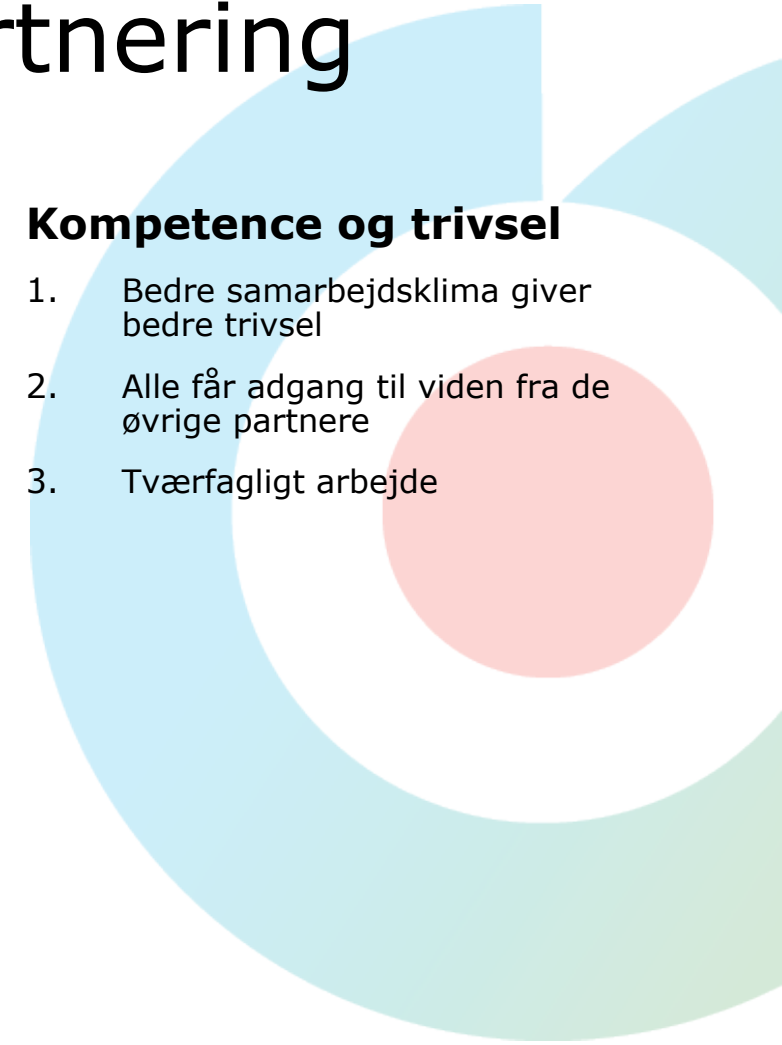 rtnering
Kompetence og trivsel
1. Bedre samarbejdsklima giver
bedre trivsel
2. Alle får adgang til viden fra de
øvrige partnere
3. Tværfagligt arbejde